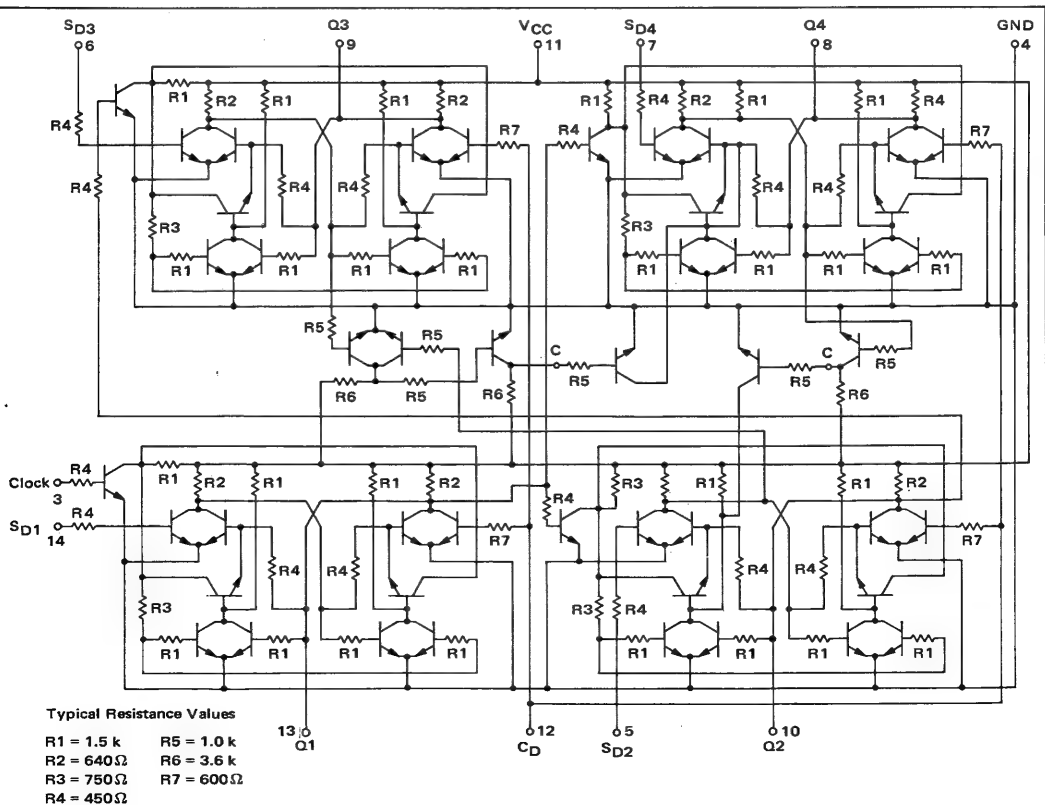 SD3 Q3 VCC SD4 Q4 GND
6 9 11 7 8 4
R1 R2 R1 R1 R2 R1 R4 R2 R1 R1 R4
R4 R7 R4 R7
R4 R4 R4 R4 R4
R3 R3
R1 R1 R1 R1 R1 R1 R1 R1
R5 R5 C C R5
R6 R5 R6 R5 R5 R6
Clock R4 R1 R2 R1 R1 R2 R4 R3 R1 R1 R2
3
SD1 R4 R7 R7
14
R4 R4 R4 R4
R3 R3 R4
R1 R1 R1 R1 R1 R1 R1 R1
Typical Resistance Values
13 12 5 10
Q1 CD SD2 Q2
R1 = 1.5 k R5 = 1.0 k
R2 = 640Ω R6 = 3.6 k
R3 = 750Ω R7 = 600Ω
R4 = 450Ω